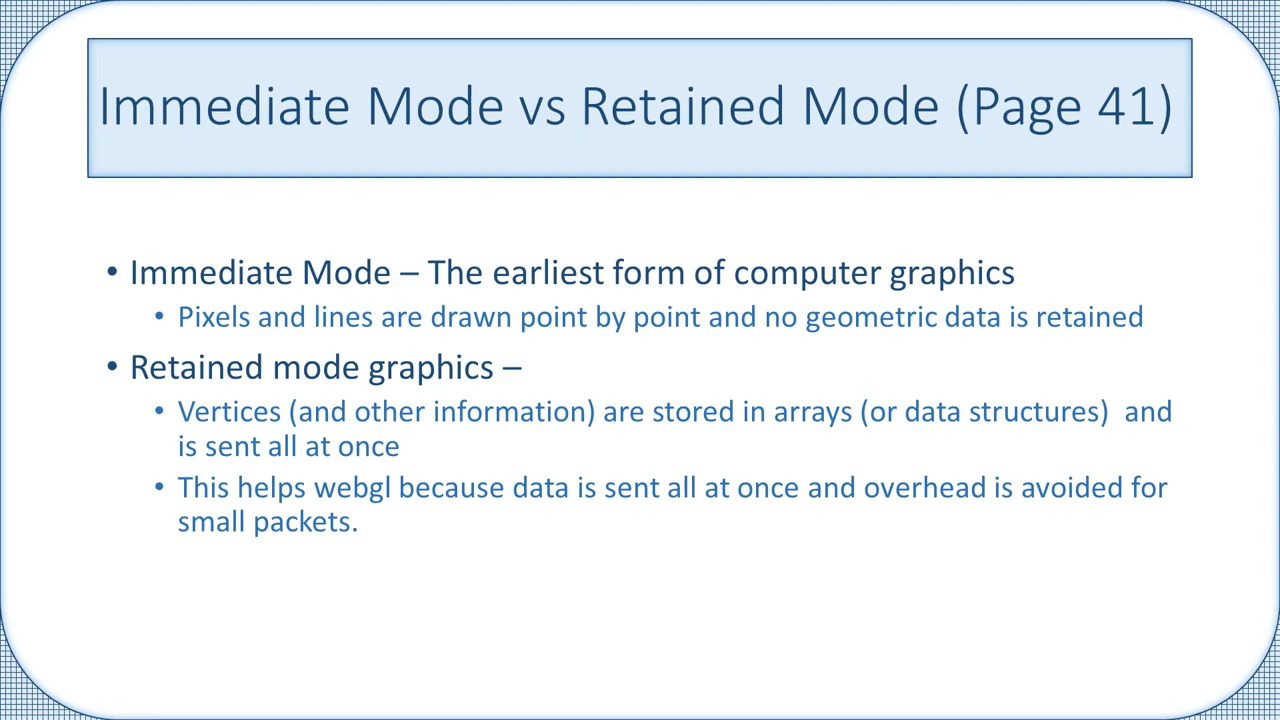 Immediate Mode vs Retained Mode (Page 41)
• Immediate Mode – The earliest form of computer graphics
• Pixels and lines are drawn point by point and no geometric data is retained
• Retained mode graphics –
• Vertices (and other information) are stored in arrays (or data structures)  and
is sent all at once
• This helps webgl because data is sent all at once and overhead is avoided for
small packets.